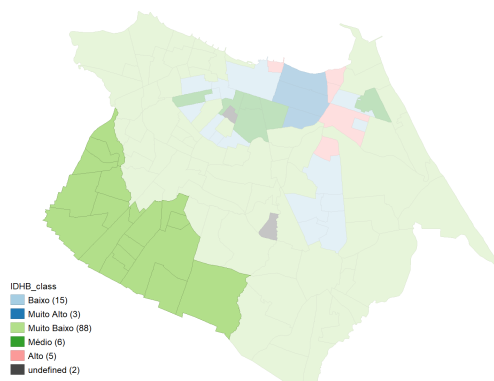 IDHB_class
Baixo (15)
Muito Alto (3)
Muito Baixo (88)
Médio (6)
Alto (5)
undefined (2)